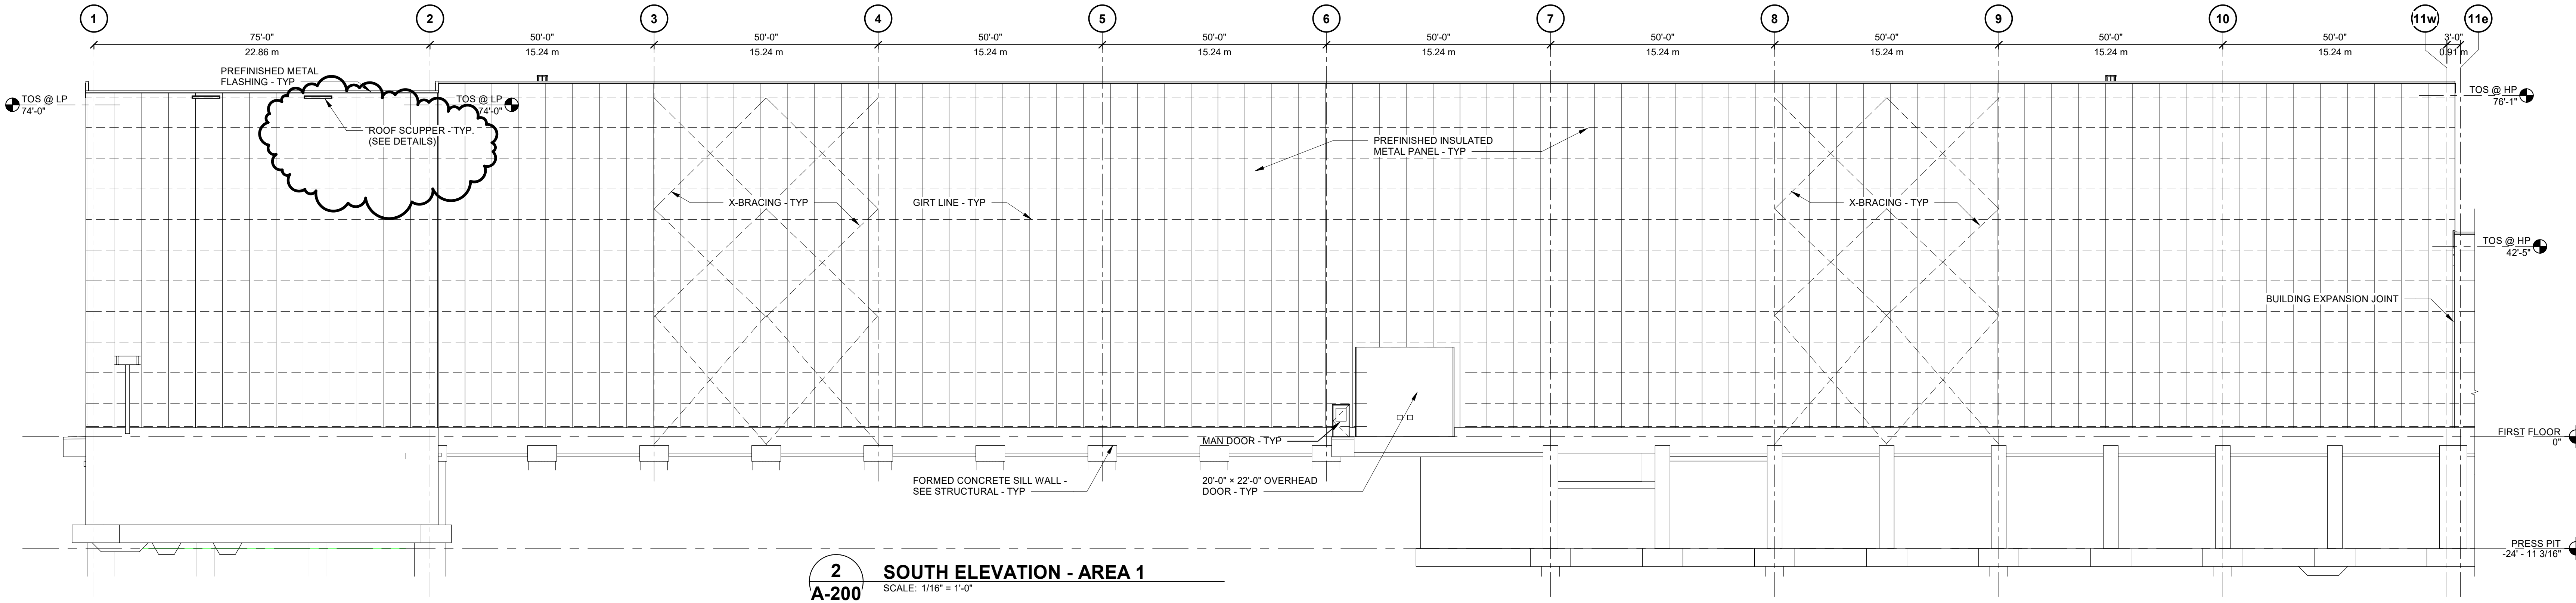 1 2 3 4 5 6 7 8 9 10 11w 11e
75'-0" 50'-0" 50'-0" 50'-0" 50'-0" 50'-0" 50'-0" 50'-0" 50'-0" 50'-0" 3'-0"
22.86 m 15.24 m 15.24 m 15.24 m 15.24 m 15.24 m 15.24 m 15.24 m 15.24 m 15.24 m 0.91 m
PREFINISHED METAL
FLASHING - TYP
TOS @ LP
74'-0"
TOS @ LP
74'-0"
ROOF SCUPPER - TYP.
(SEE DETAILS)
TOS @ HP
76'-1"
PREFINISHED INSULATED
METAL PANEL - TYP
X-BRACING - TYP
GIRT LINE - TYP
X-BRACING - TYP
TOS @ HP
42'-5"
BUILDING EXPANSION JOINT
MAN DOOR - TYP
FIRST FLOOR
0"
FORMED CONCRETE SILL WALL -
SEE STRUCTURAL - TYP
20'-0" × 22'-0" OVERHEAD
DOOR - TYP
PRESS PIT
-24' - 11 3/16"
2
A-200
SOUTH ELEVATION - AREA 1
SCALE: 1/16" = 1'-0"